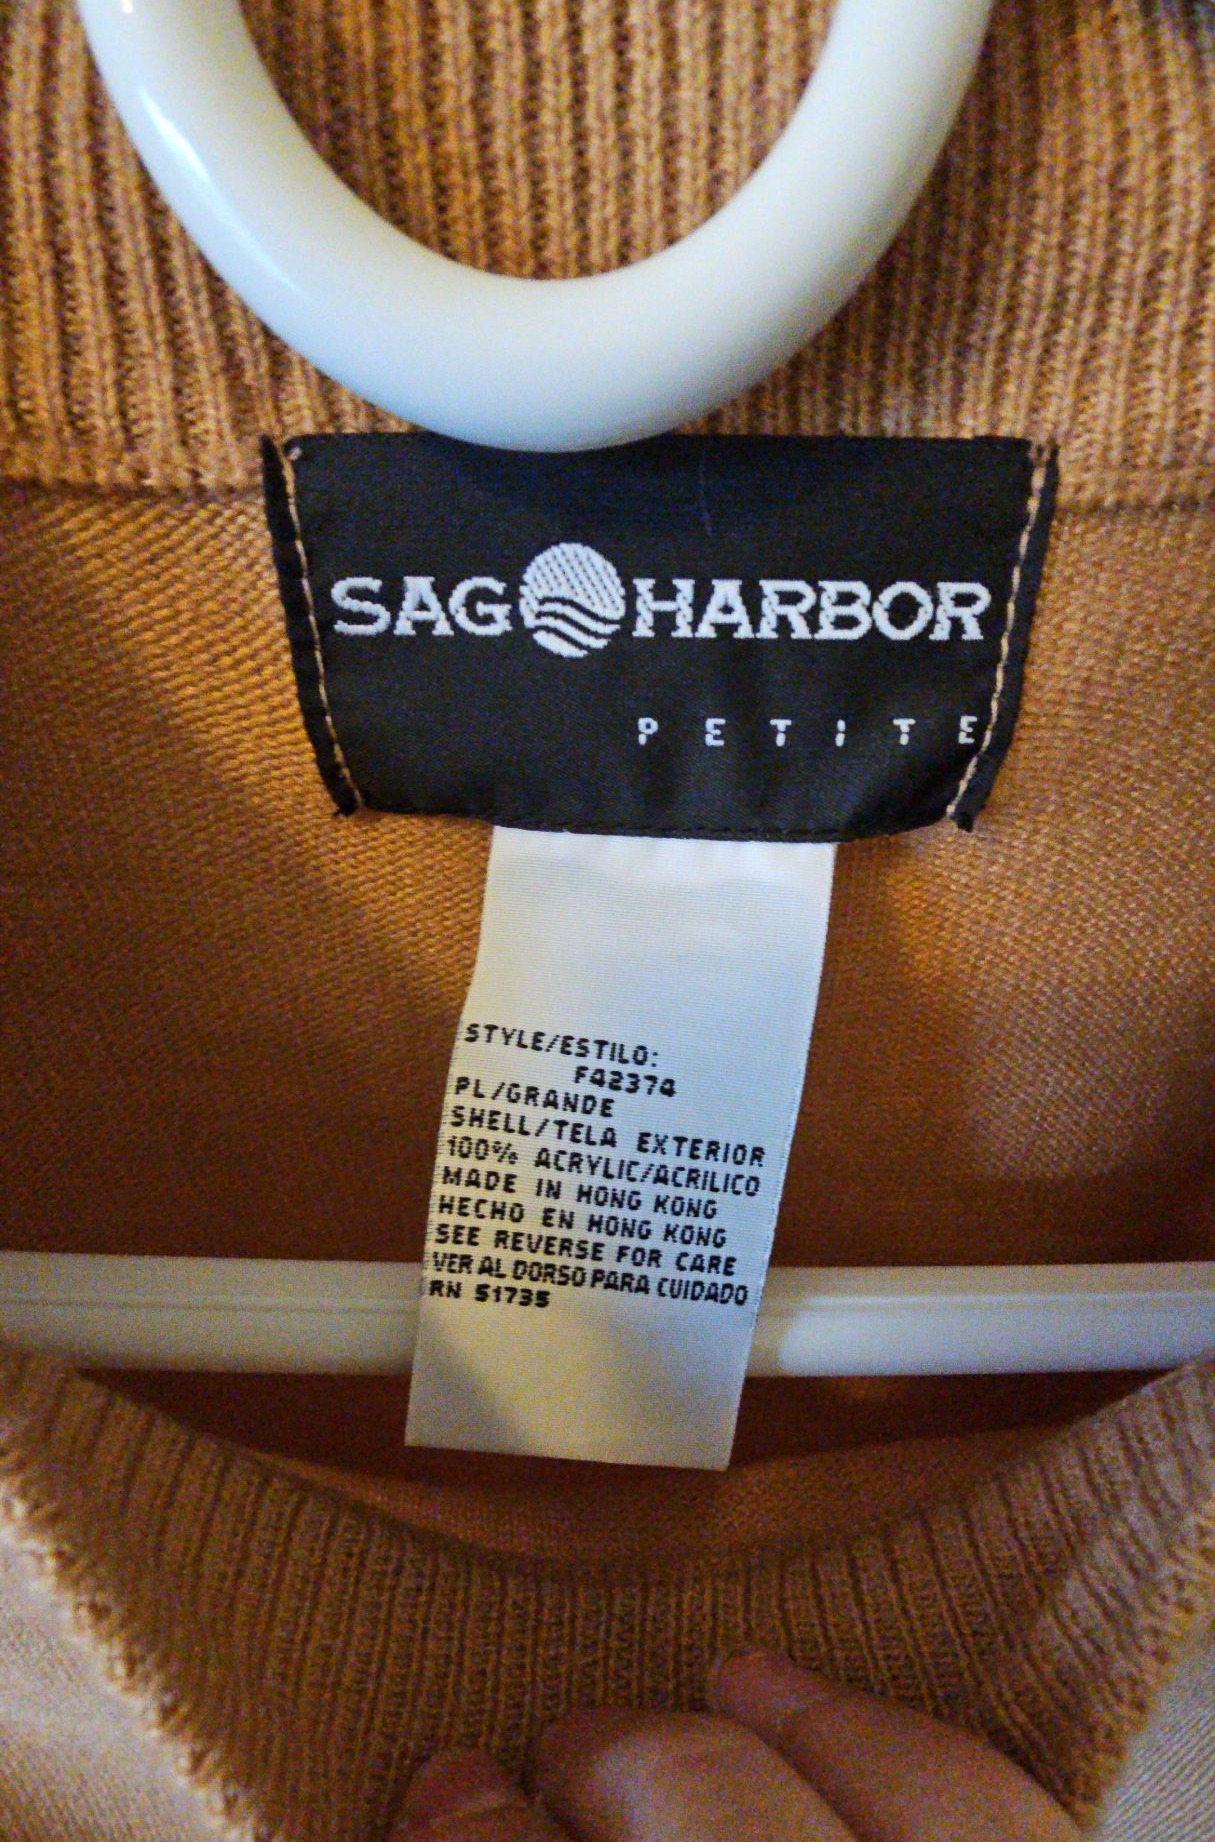 SAG HARBOR
PETITE
STYLE/ESTILO:
F42374
PL/GRANDE
SHELL/TELA EXTERIOR
100% ACRYLIC/ACRILICO
MADE IN HONG KONG
HECHO EN HONG KONG
SEE REVERSE FOR CARE
VER AL DORSO PARA CUIDADO
RN 51735